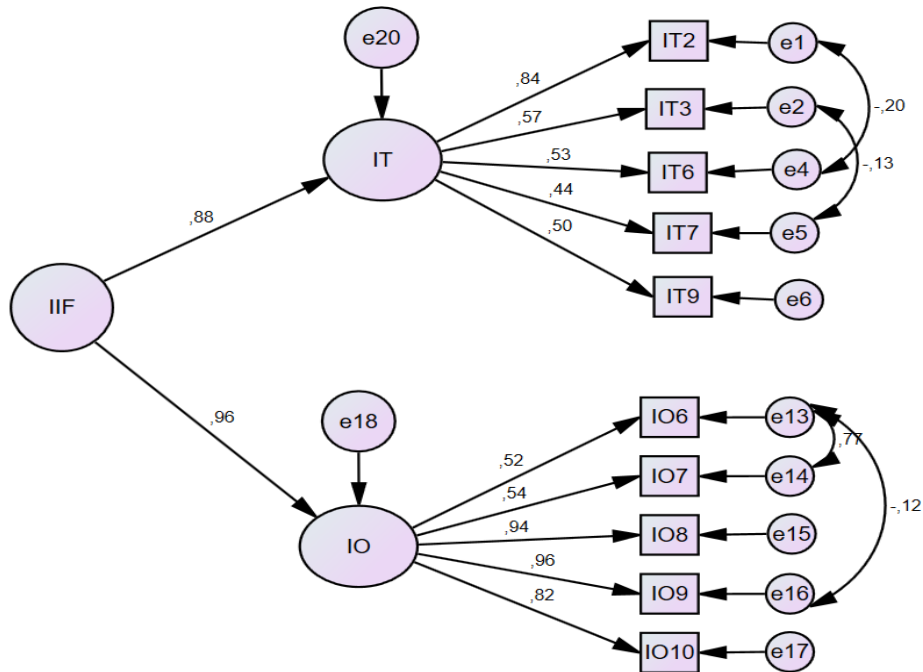 e20
IT2
e1
,84
-,20
IT3
e2
,57
IT
,53
IT6
e4
-,13
,44
,88
IT7
e5
,50
IIF
IT9
e6
,96
e18
IO6
e13
,77
,52
IO7
e14
,54
-,12
IO
,94
IO8
e15
,96
IO9
e16
,82
IO10
e17